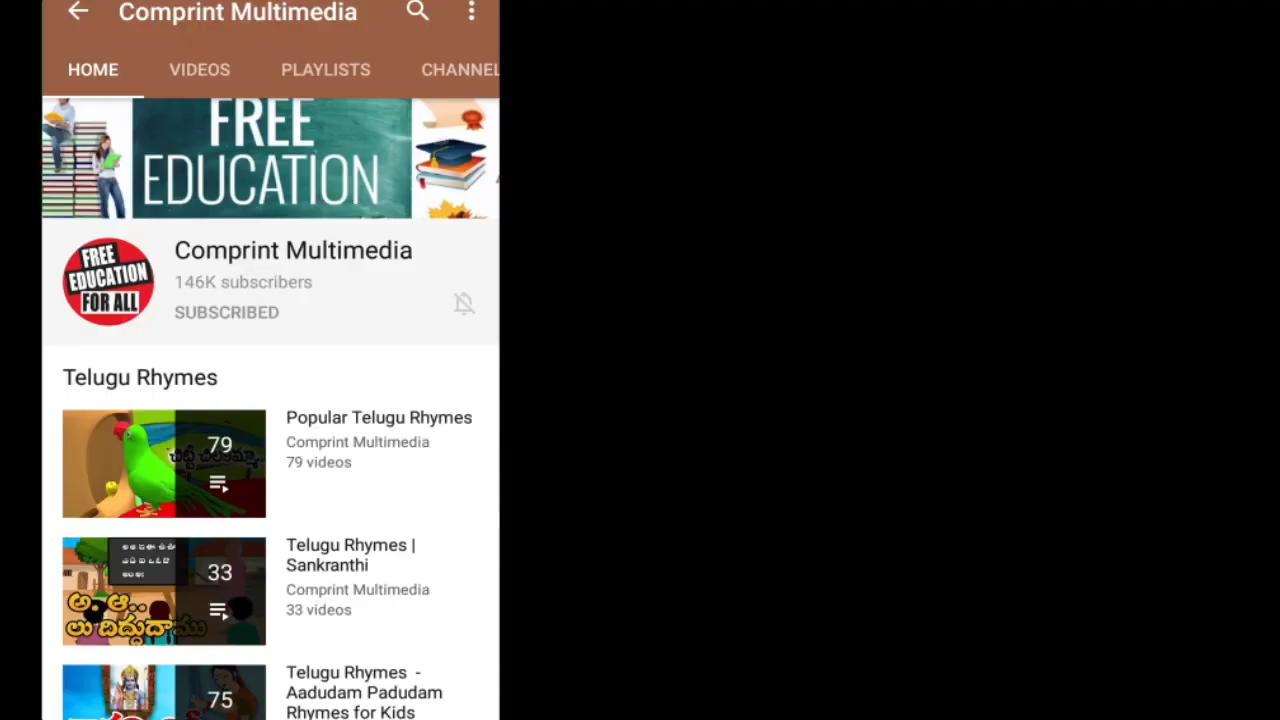 Comprint Multimedia
HOME VIDEOS PLAYLISTS CHANNEL
FREE
EDUCATION
FREE
EDUCATION
FOR ALL
Comprint Multimedia
146K subscribers
SUBSCRIBED
Telugu Rhymes
79
చిట్టి చిలకమ్మా..
Popular Telugu Rhymes
Comprint Multimedia
79 videos
33
అ. ఆ..
లు దిద్దుదాము
Telugu Rhymes |
Sankranthi
Comprint Multimedia
33 videos
75
Telugu Rhymes -
Aadudam Padudam
Rhymes for Kids